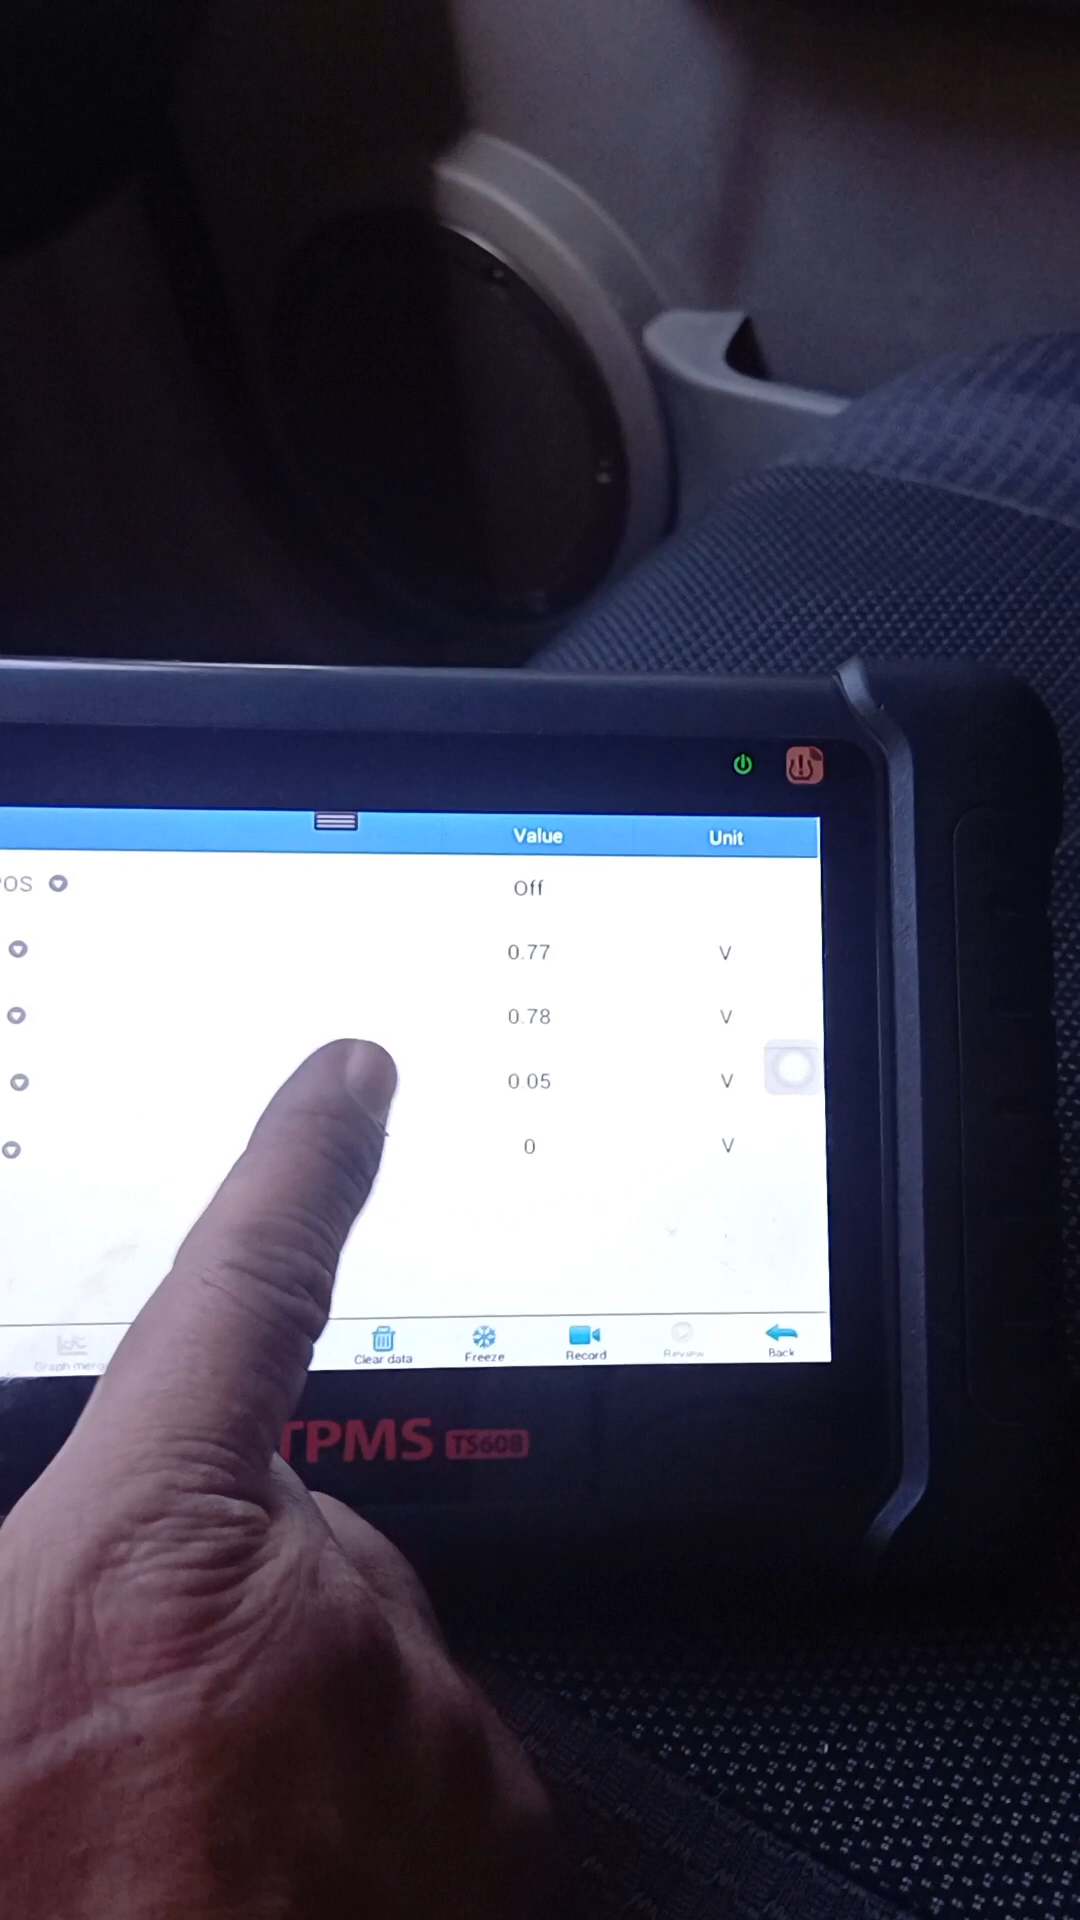 Value Unit
OS Off
0.77 V
0.78 V
0.05 V
0 V
Graph merg Clear data Freeze Record Review Back
TPMS TS608